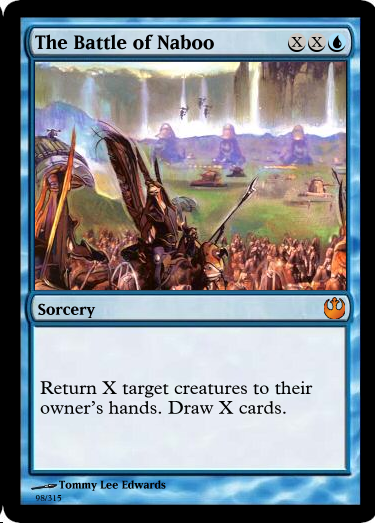 The Battle of Naboo X X
Sorcery
Return X target creatures to their
owner's hands. Draw X cards.
Tommy Lee Edwards
98/315